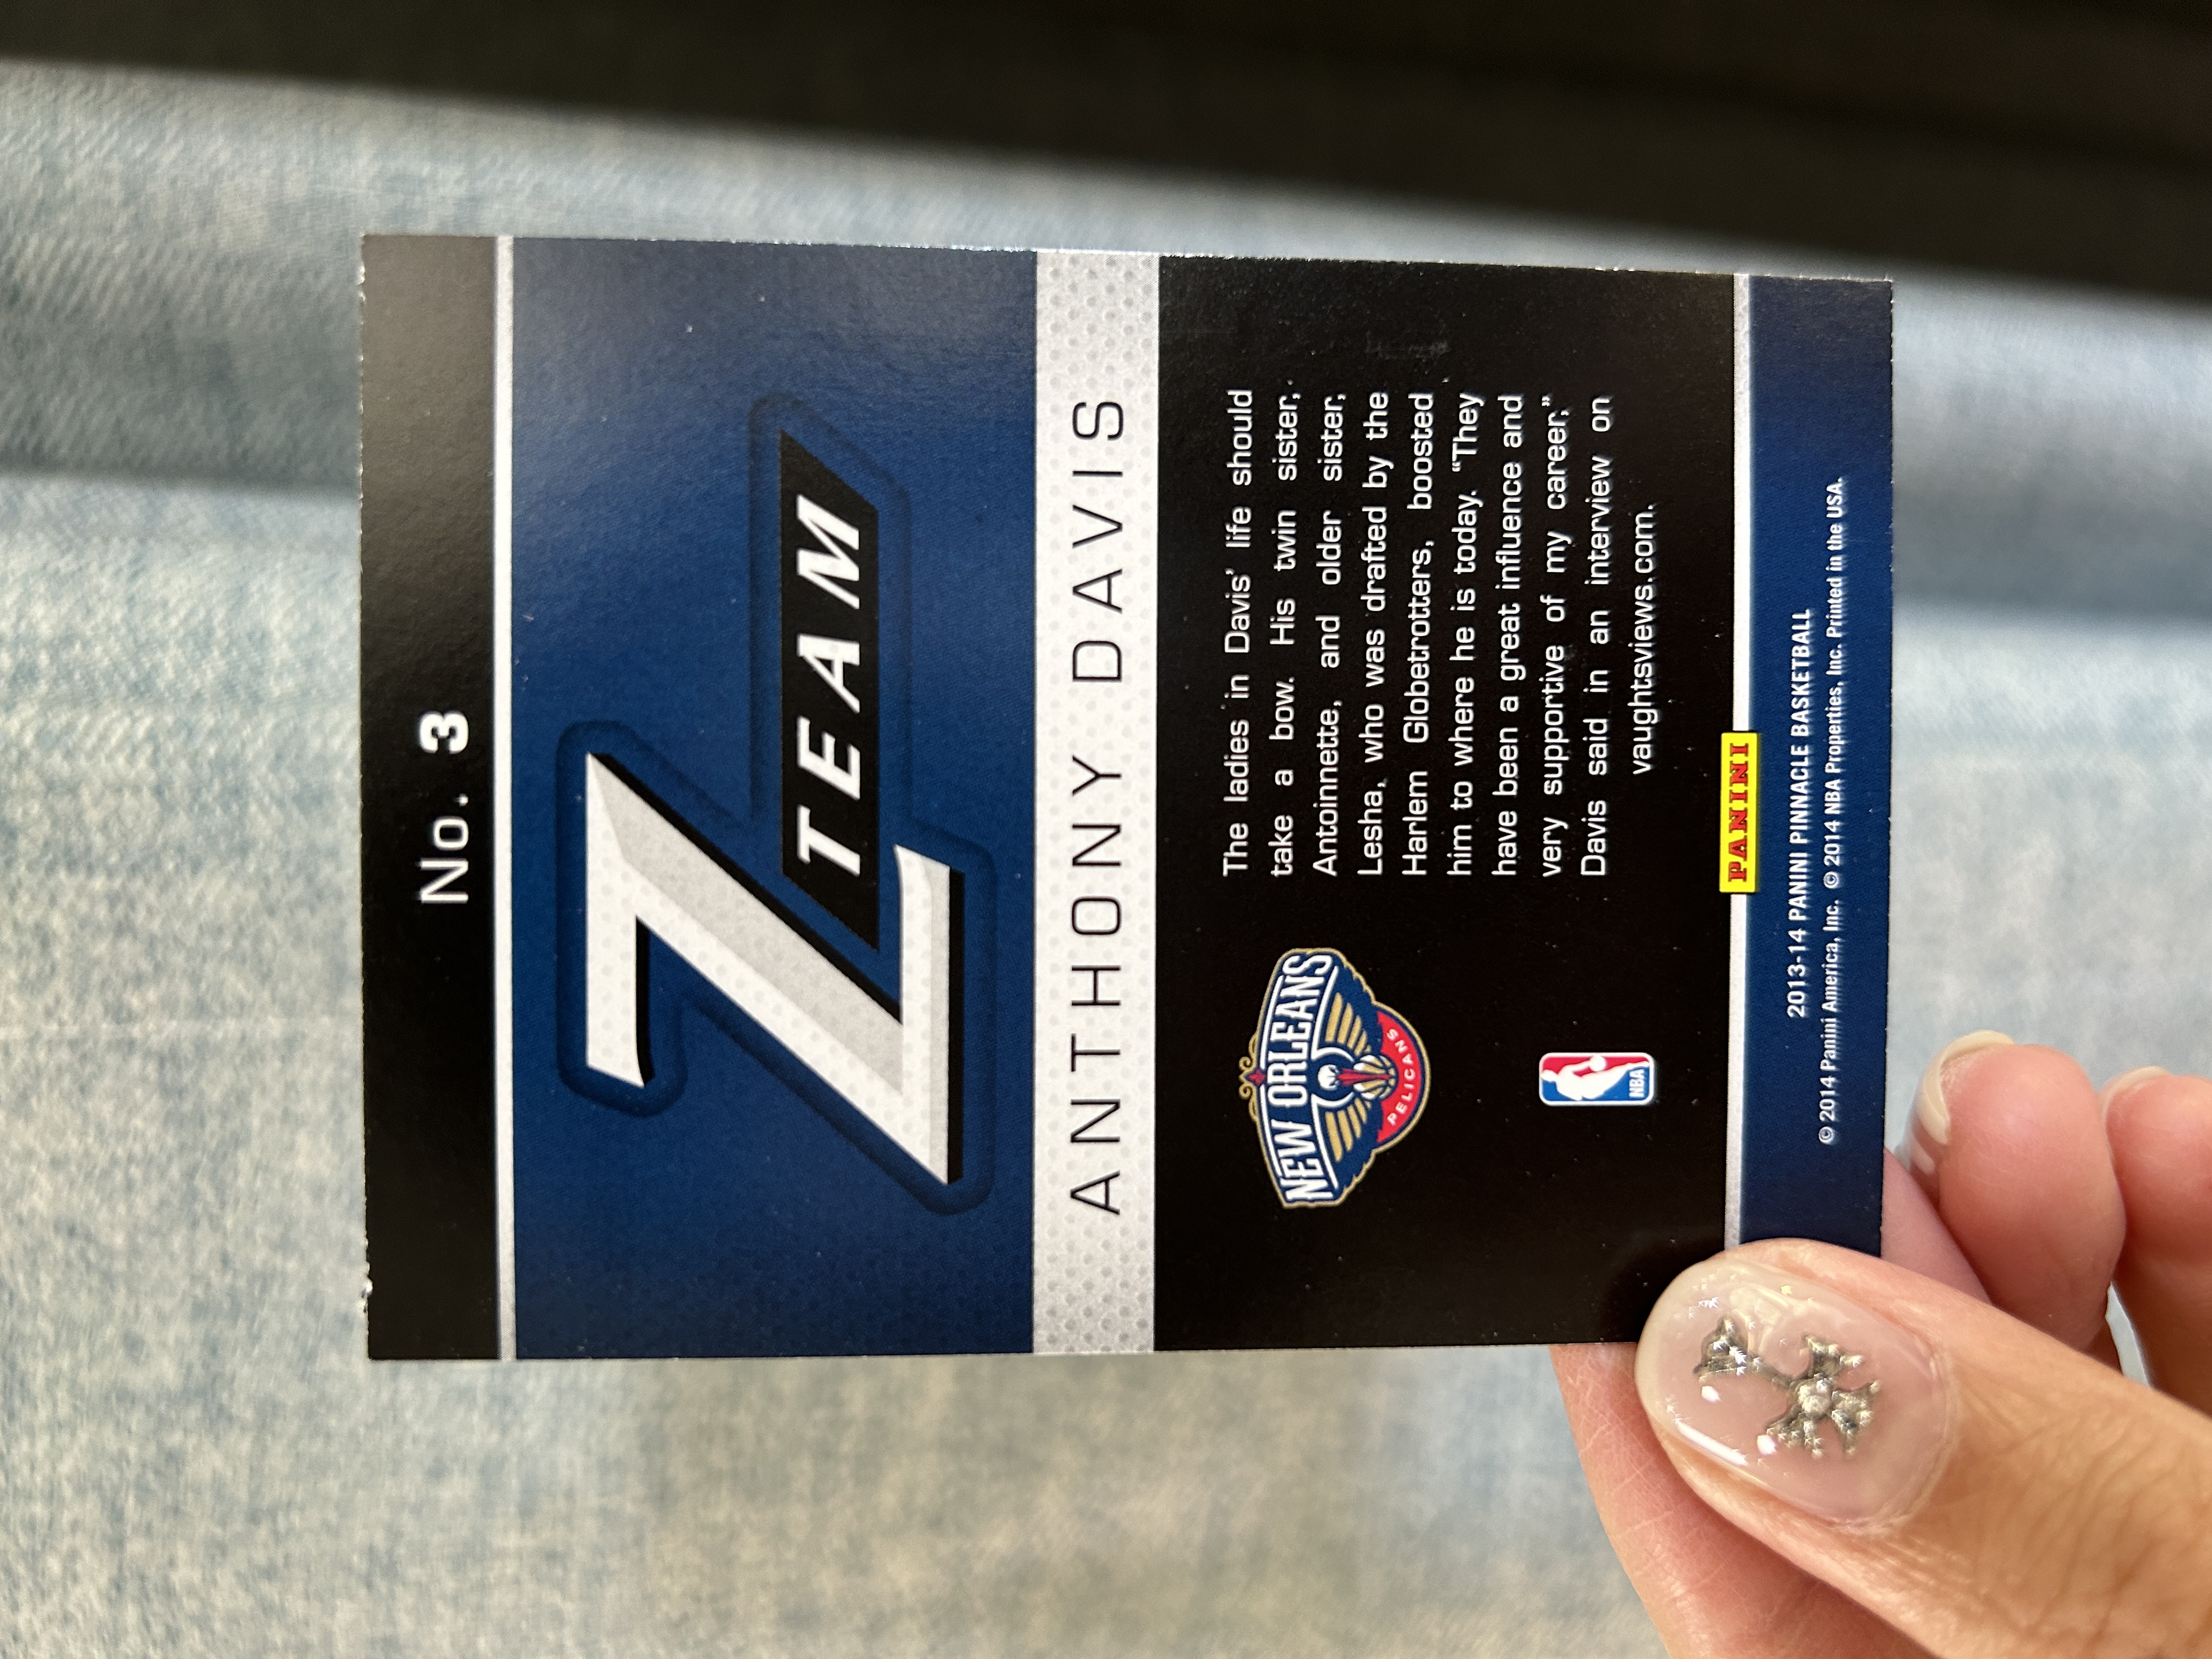 No. 3
Z
TEAM
ANTHONY DAVIS
The ladies in Davis' life should
take a bow. His twin sister,
Antoinnette, and older sister,
Lesha, who was drafted by the
Harlem Globetrotters, boosted
him to where he is today. “They
have been a great influence and
very supportive of my career,”
Davis said in an interview on
vaughtsviews.com.
NEW ORLEANS
PELICANS
NBA
PANINI
2013-14 PANINI PINNACLE BASKETBALL
© 2014 Panini America, Inc. © 2014 NBA Properties, Inc. Printed in the USA.